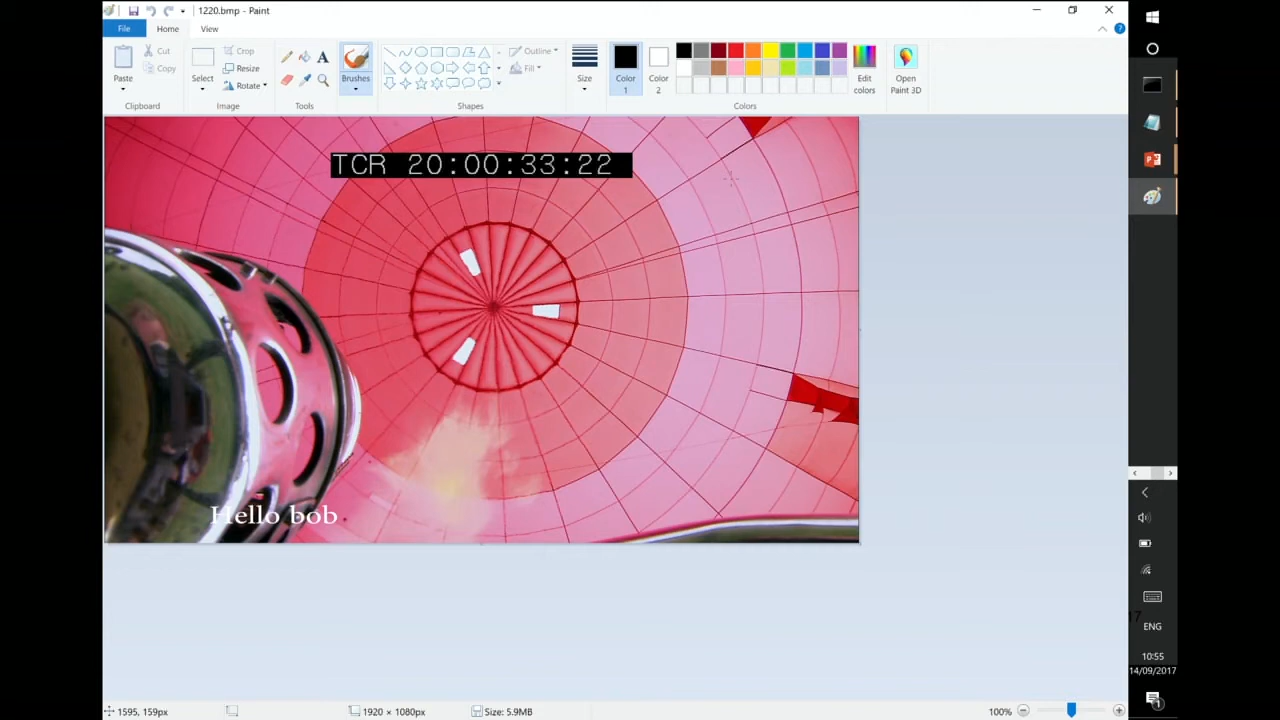 1220.bmp - Paint
File Home View
Paste
Cut
Copy
Clipboard
Select
Crop
Resize
Rotate
Image
A
Tools
Brushes
Outline
Fill
Shapes
Size
Color 1
Color 2
Edit colors
Colors
Open Paint 3D
TCR 20:00:33:22
Hello bob
1595, 159px
1920 × 1080px
Size: 5.9MB
100%
17
ENG
10:55
14/09/2017
1